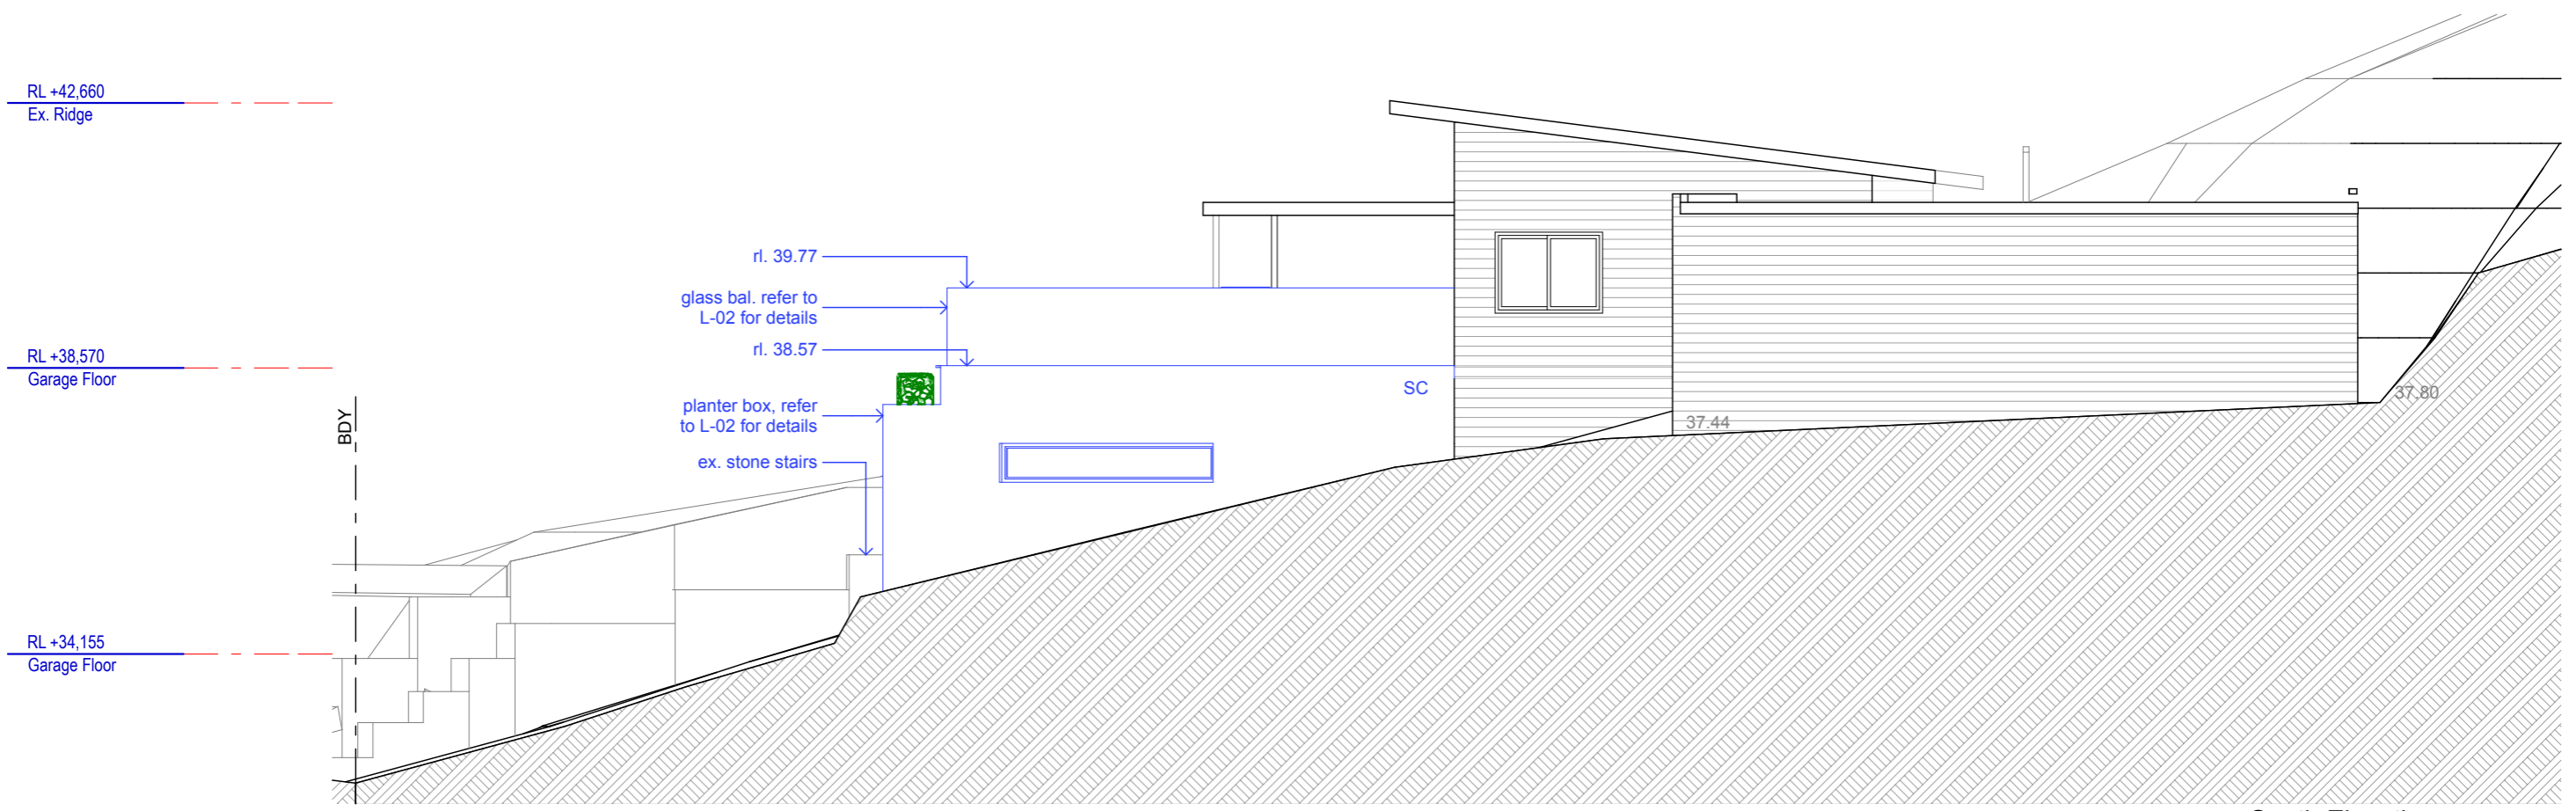 RL +42,660
Ex. Ridge
rl. 39.77
glass bal. refer to
L-02 for details
rl. 38.57
RL +38,570
Garage Floor
SC
37.80
planter box, refer
to L-02 for details
BDY
37.44
ex. stone stairs
RL +34,155
Garage Floor